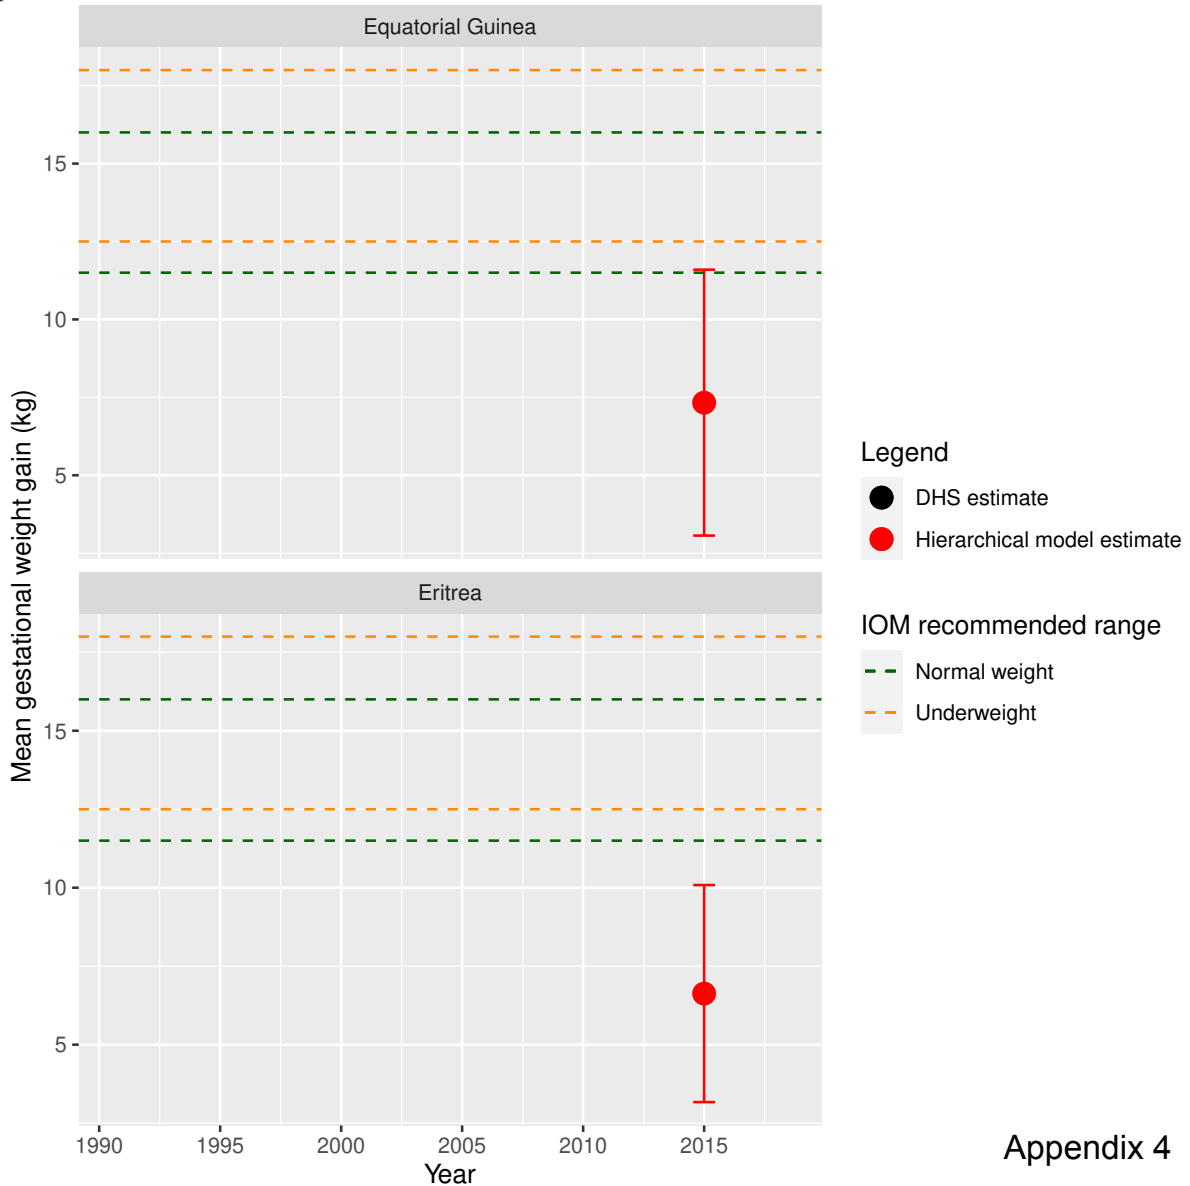 Equatorial Guinea
15
10
5
Mean gestational weight gain (kg)
Eritrea
15
10
5
1990 1995 2000 2005 2010 2015
Year
Legend
DHS estimate
Hierarchical model estimate
IOM recommended range
Normal weight
Underweight
Appendix 4